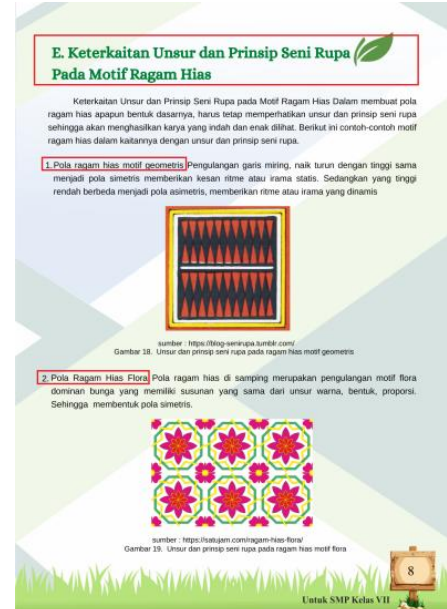 E. Keterkaitan Unsur dan Prinsip Seni Rupa
Pada Motif Ragam Hias
Keterkaitan Unsur dan Prinsip Seni Rupa pada Motif Ragam Hias Dalam membuat pola
ragam hias apapun bentuk dasarnya, harus tetap memperhatikan unsur dan prinsip seni rupa
sehingga akan menghasilkan karya yang indah dan enak dilihat. Berikut ini contoh-contoh motif
ragam hias dalam kaitannya dengan unsur dan prinsip seni rupa.
1. Pola ragam hias motif geometris Pengulangan garis miring, naik turun dengan tinggi sama
menjadi pola simetris memberikan kesan ritme atau irama statis. Sedangkan yang tinggi
rendah berbeda menjadi pola asimetris, memberikan ritme atau irama yang dinamis
sumber : https://blog-senirupa.tumblr.com/
Gambar 18. Unsur dan prinsip seni rupa pada ragam hias motif geometris
2. Pola Ragam Hias Flora Pola ragam hias di samping merupakan pengulangan motif flora
dominan bunga yang memiliki susunan yang sama dari unsur warna, bentuk, proporsi.
Sehingga membentuk pola simetris.
sumber : https://satujam.com/ragam-hias-flora/
Gambar 19. Unsur dan prinsip seni rupa pada ragam hias motif flora
8
Untuk SMP Kelas VII